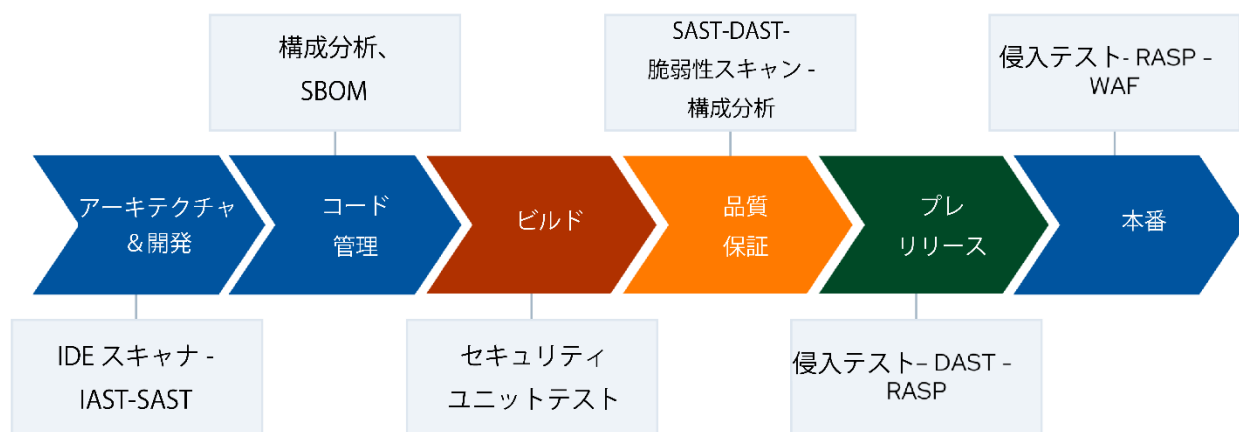 構成分析、
SBOM
SAST-DAST-
脆弱性スキャン -
構成分析
侵入テスト- RASP –
WAF
アーキテクチャ
＆開発
コード
管理
ビルド
品質
保証
プレ
リリース
本番
IDE スキャナ -
IAST-SAST
セキュリティ
ユニットテスト
侵入テスト– DAST –
RASP